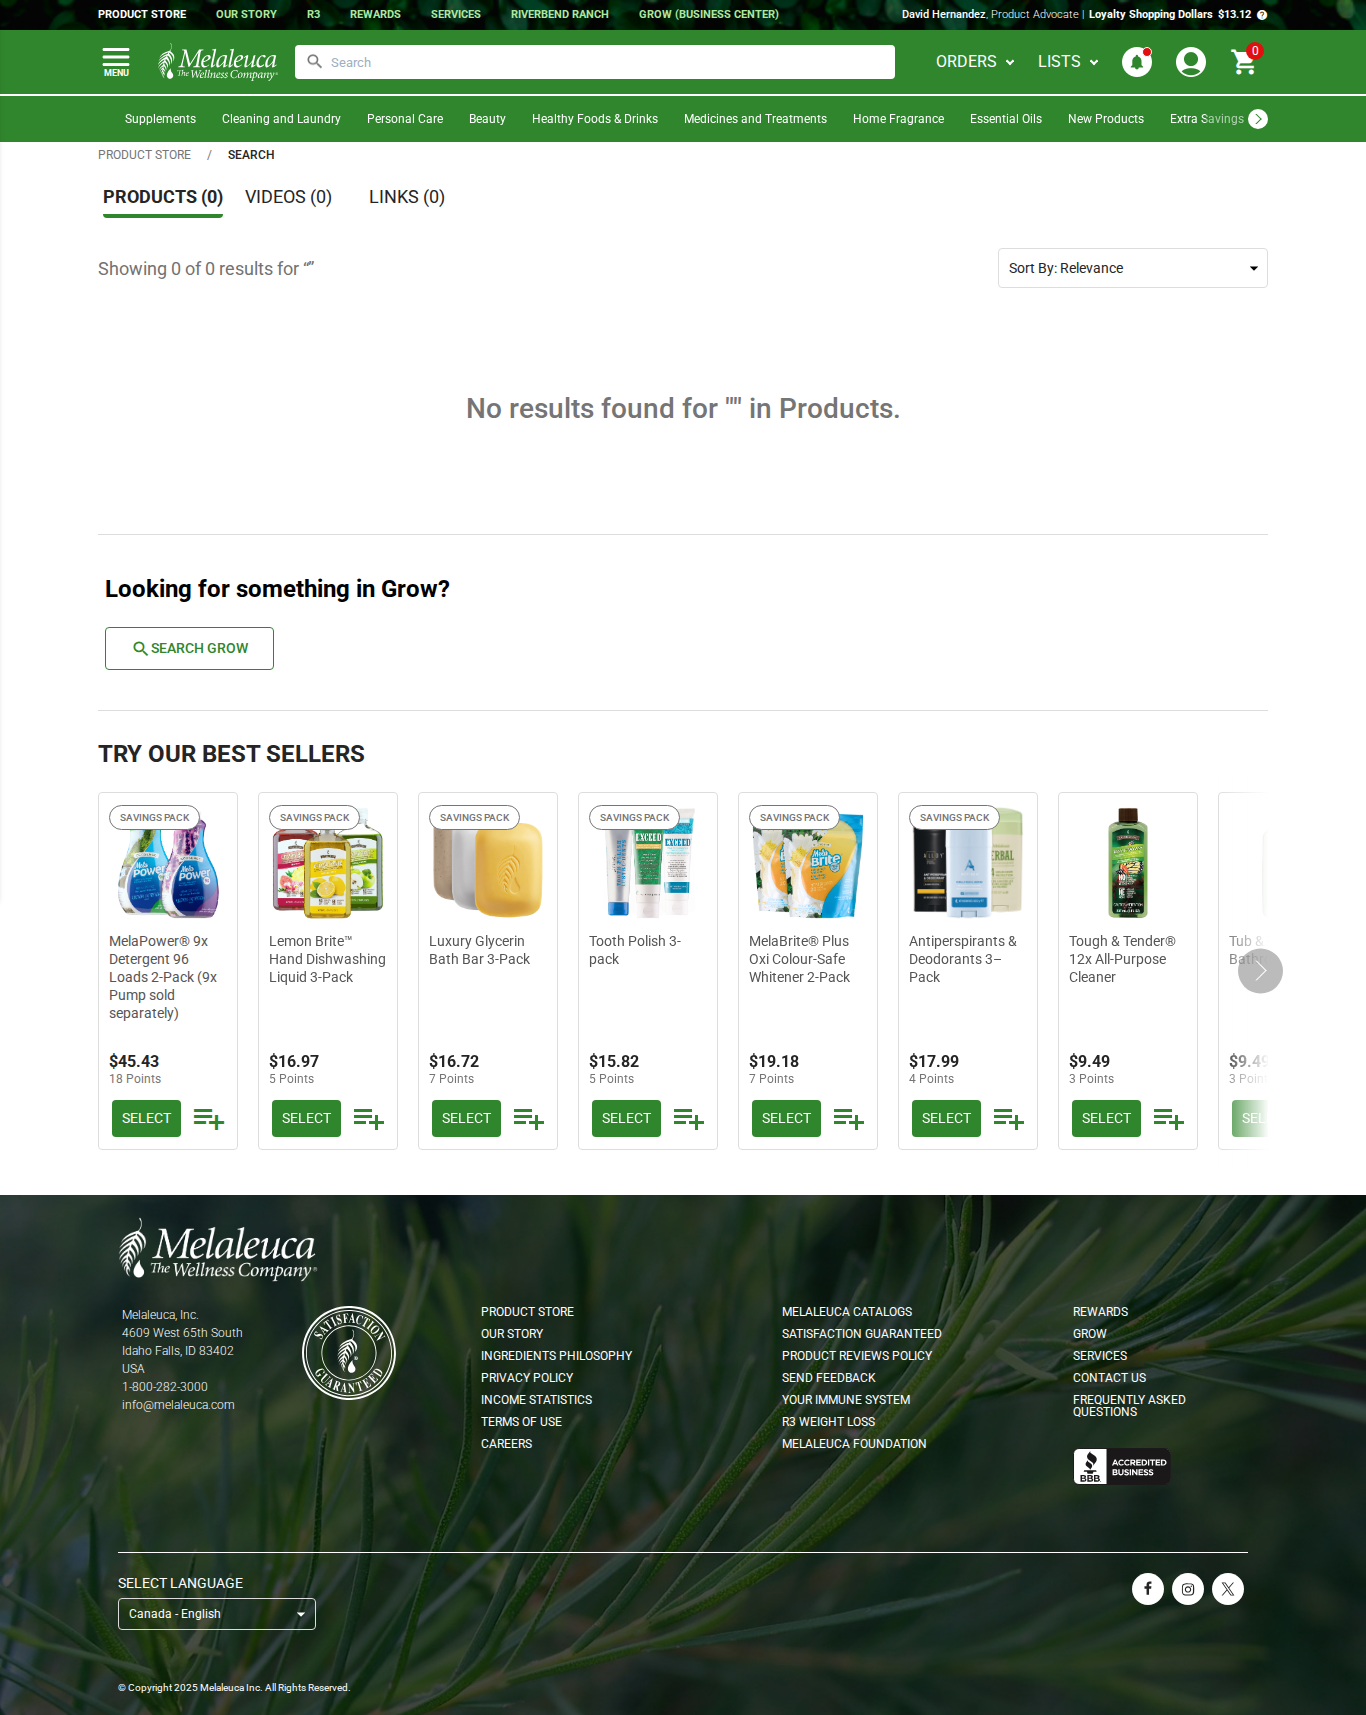 PRODUCT STORE OUR STORY R3 REWARDS SERVICES RIVERBEND RANCH GROW (BUSINESS CENTER) David Hernandez, Product Advocate | Loyalty Shopping Dollars $13.12
MENU Melaleuca The Wellness Company Search ORDERS LISTS 0
Supplements Cleaning and Laundry Personal Care Beauty Healthy Foods & Drinks Medicines and Treatments Home Fragrance Essential Oils New Products Extra Savings
PRODUCT STORE / SEARCH
PRODUCTS (0) VIDEOS (0) LINKS (0)
Showing 0 of 0 results for “”
Sort By: Relevance
No results found for "" in Products.
Looking for something in Grow?
SEARCH GROW
TRY OUR BEST SELLERS
SAVINGS PACK
MelaPower® 9x
Detergent 96
Loads 2-Pack (9x
Pump sold
separately)
$45.43
18 Points
SELECT
SAVINGS PACK
Lemon Brite™
Hand Dishwashing
Liquid 3-Pack
$16.97
5 Points
SELECT
SAVINGS PACK
Luxury Glycerin
Bath Bar 3-Pack
$16.72
7 Points
SELECT
SAVINGS PACK
Tooth Polish 3-
pack
$15.82
5 Points
SELECT
SAVINGS PACK
MelaBrite® Plus
Oxi Colour-Safe
Whitener 2-Pack
$19.18
7 Points
SELECT
SAVINGS PACK
Antiperspirants &
Deodorants 3–
Pack
$17.99
4 Points
SELECT
Tough & Tender®
12x All-Purpose
Cleaner
$9.49
3 Points
SELECT
Tub &
$9.49
Melaleuca
The Wellness Company®
Melaleuca, Inc.
4609 West 65th South
Idaho Falls, ID 83402
USA
1-800-282-3000
info@melaleuca.com
SATISFACTION GUARANTEED
PRODUCT STORE
OUR STORY
INGREDIENTS PHILOSOPHY
PRIVACY POLICY
INCOME STATISTICS
TERMS OF USE
CAREERS
MELALEUCA CATALOGS
SATISFACTION GUARANTEED
PRODUCT REVIEWS POLICY
SEND FEEDBACK
YOUR IMMUNE SYSTEM
R3 WEIGHT LOSS
MELALEUCA FOUNDATION
REWARDS
GROW
SERVICES
CONTACT US
FREQUENTLY ASKED
QUESTIONS
BBB. ACCREDITED
BUSINESS
SELECT LANGUAGE
Canada - English
© Copyright 2025 Melaleuca Inc. All Rights Reserved.